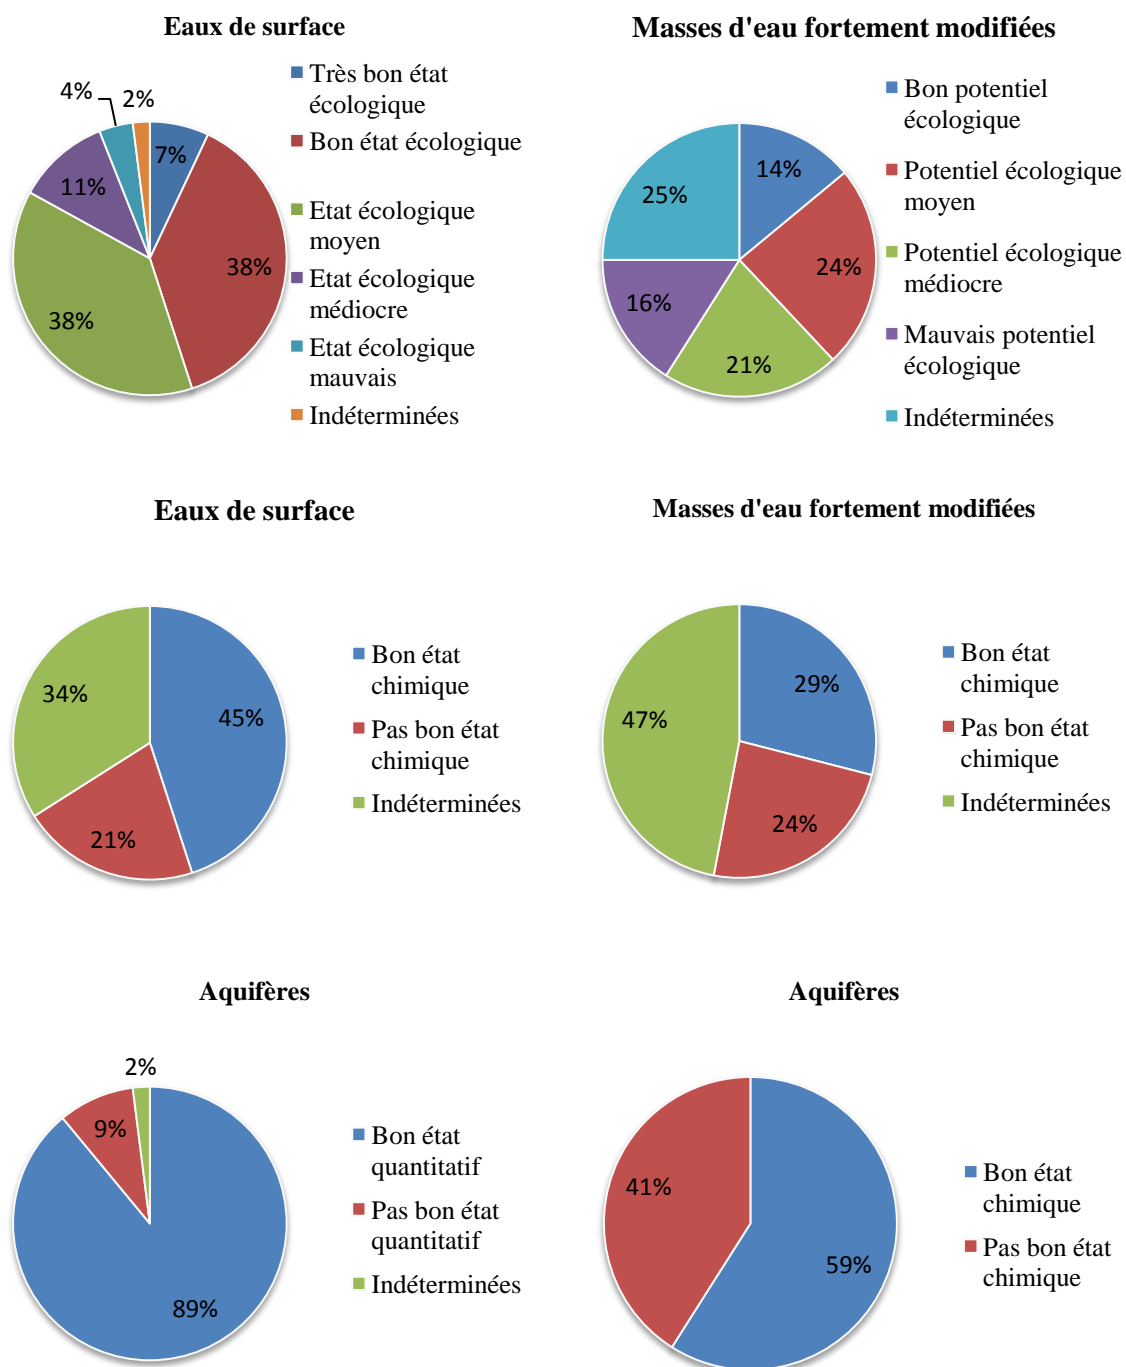 Eaux de surface
4%
2%
7%
11%
38%
38%
Très bon état
écologique
Bon état écologique
Etat écologique
moyen
Etat écologique
médiocre
Etat écologique
mauvais
Indéterminées
Masses d'eau fortement modifiées
14%
25%
24%
16%
21%
Bon potentiel
écologique
Potentiel écologique
moyen
Potentiel écologique
médiocre
Mauvais potentiel
écologique
Indéterminées
Eaux de surface
34%
45%
21%
Bon état
chimique
Pas bon état
chimique
Indéterminées
Masses d'eau fortement modifiées
29%
47%
24%
Bon état
chimique
Pas bon état
chimique
Indéterminées
Aquifères
2%
9%
89%
Bon état
quantitatif
Pas bon état
quantitatif
Indéterminées
Aquifères
41%
59%
Bon état
chimique
Pas bon état
chimique